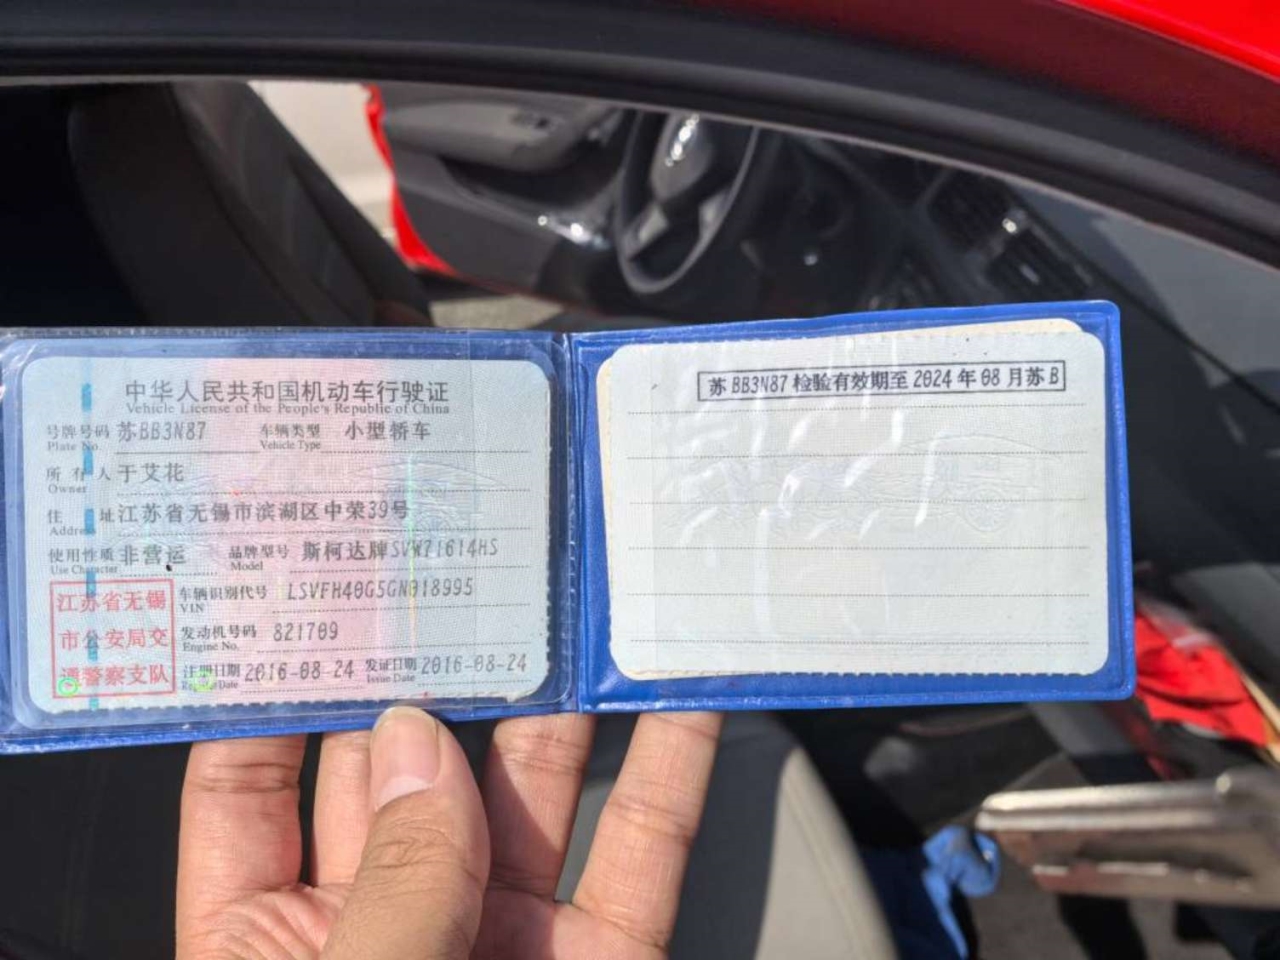 中华人民共和国机动车行驶证
Vehicle License of the People's Republic of China
号牌号码 苏BB3N87 车辆类型 小型轿车
Plate No. Vehicle Type
所有人 于艾花
Owner
住址 江苏省无锡市滨湖区中荣39号
Address
使用性质 非营运 品牌型号 斯柯达牌SVW71614HS
Use Character Model
江苏省无锡市公安局交通警察支队
车辆识别代号 LSVFH40G5GN018995
VIN
发动机号码 821709
Engine No.
注册日期 2016-08-24 发证日期 2016-08-24
Register Date Issue Date
苏BB3N87检验有效期至2024年08月苏B